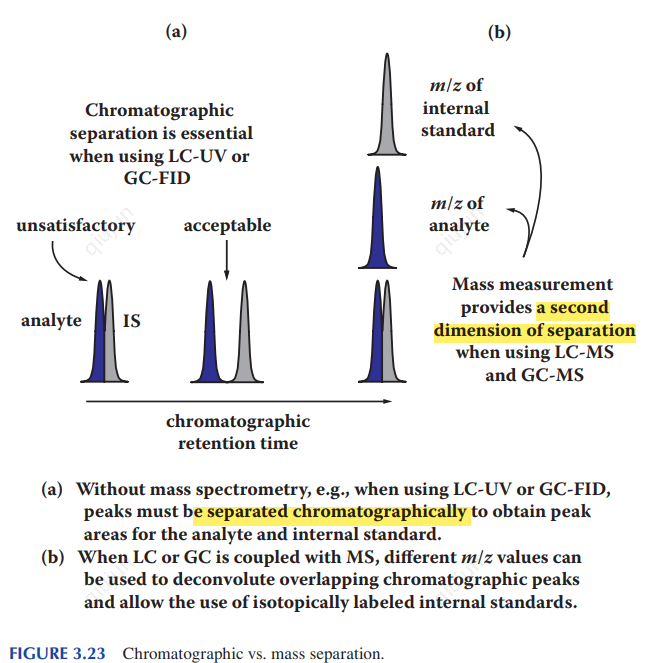 (a)
(b)
Chromatographic
separation is essential
when using LC-UV or
GC-FID
m/z of
internal
standard
unsatisfactory
acceptable
m/z of
analyte
analyte
IS
Mass measurement
provides a second
dimension of separation
when using LC-MS
and GC-MS
chromatographic
retention time
(a) Without mass spectrometry, e.g., when using LC-UV or GC-FID,
peaks must be separated chromatographically to obtain peak
areas for the analyte and internal standard.
(b) When LC or GC is coupled with MS, different m/z values can
be used to deconvolute overlapping chromatographic peaks
and allow the use of isotopically labeled internal standards.
FIGURE 3.23 Chromatographic vs. mass separation.